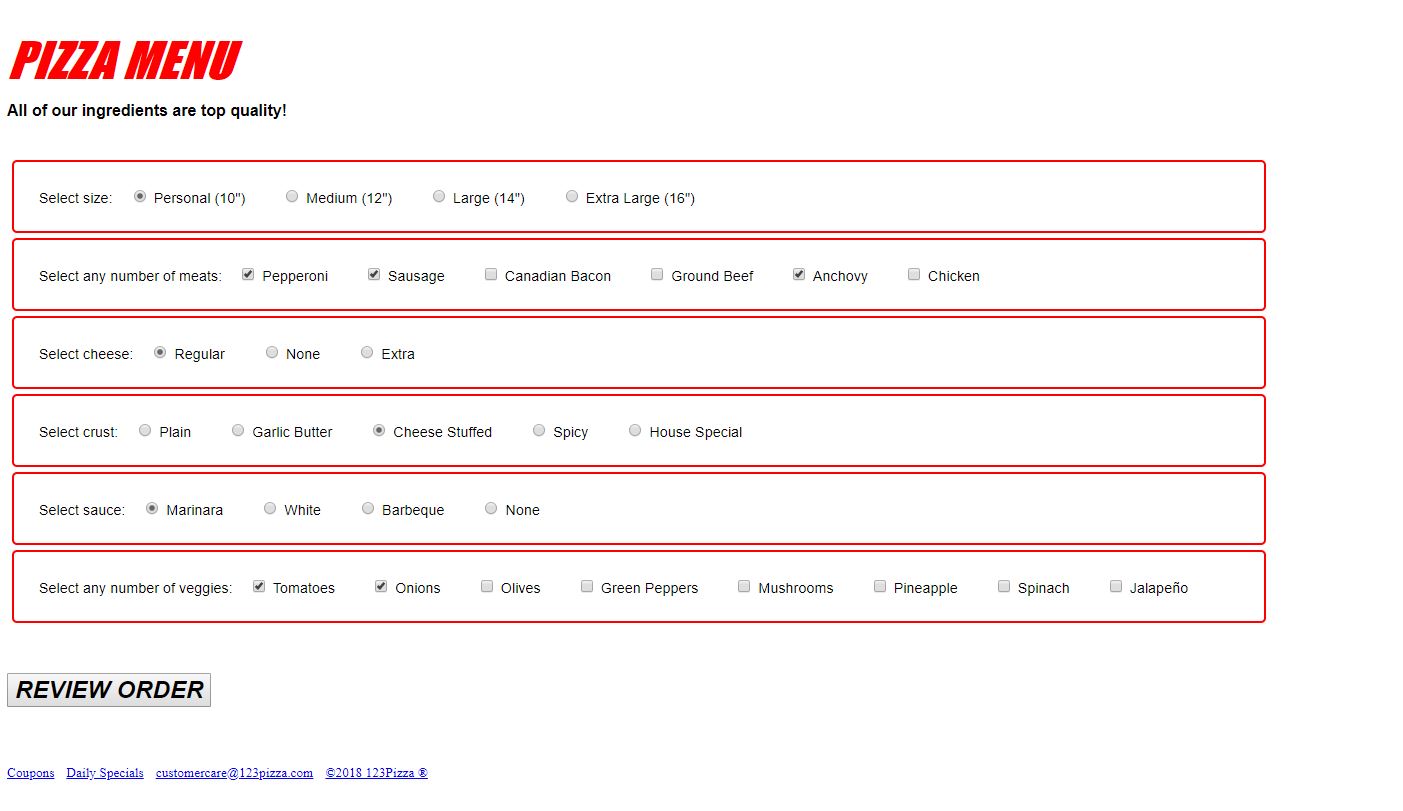 PIZZA MENU
All of our ingredients are top quality!
Select size: Personal (10") Medium (12") Large (14") Extra Large (16")
Select any number of meats: Pepperoni Sausage Canadian Bacon Ground Beef Anchovy Chicken
Select cheese: Regular None Extra
Select crust: Plain Garlic Butter Cheese Stuffed Spicy House Special
Select sauce: Marinara White Barbeque None
Select any number of veggies: Tomatoes Onions Olives Green Peppers Mushrooms Pineapple Spinach Jalapeño
REVIEW ORDER
Coupons Daily Specials customercare@123pizza.com ©2018 123Pizza ®